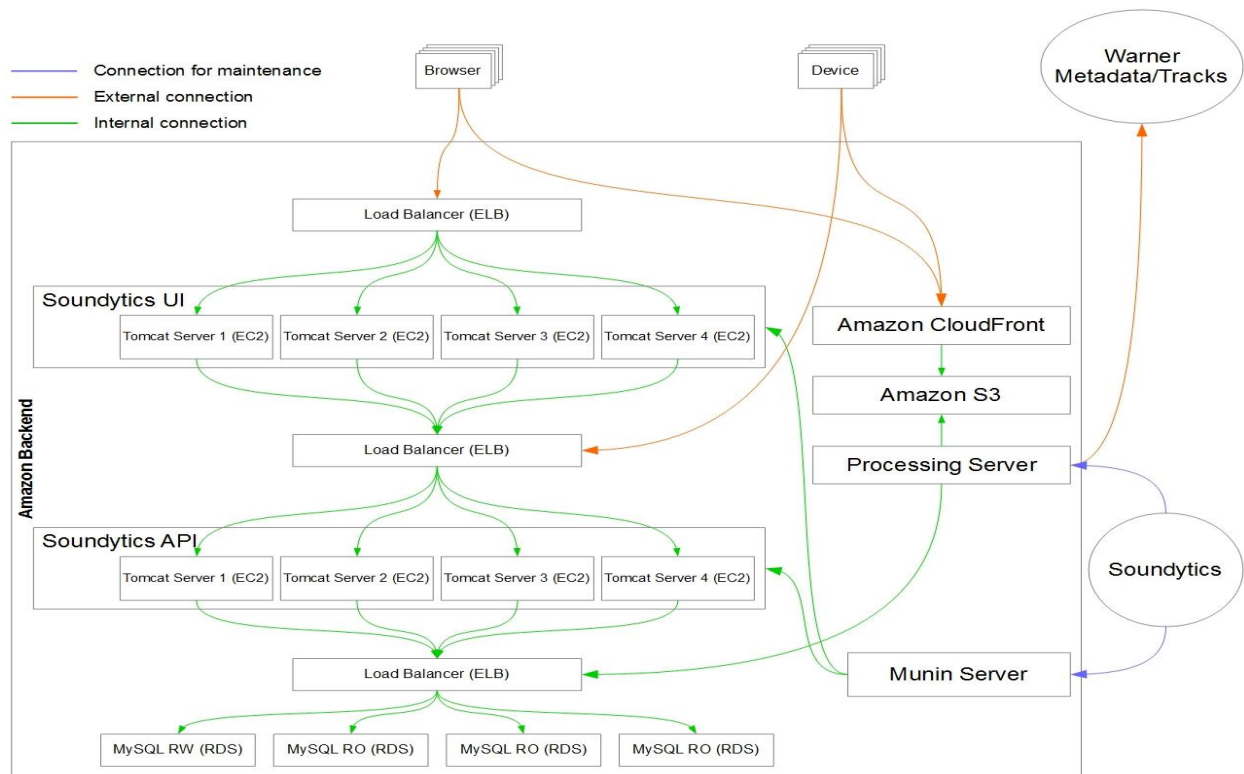 Browser
Device
Warner
Metadata/Tracks
Connection for maintenance
External connection
Internal connection
Amazon Backend
Load Balancer (ELB)
Soundytics UI
Tomcat Server 1 (EC2)
Tomcat Server 2 (EC2)
Tomcat Server 3 (EC2)
Tomcat Server 4 (EC2)
Amazon CloudFront
Amazon S3
Load Balancer (ELB)
Processing Server
Soundytics API
Tomcat Server 1 (EC2)
Tomcat Server 2 (EC2)
Tomcat Server 3 (EC2)
Tomcat Server 4 (EC2)
Soundytics
Load Balancer (ELB)
Munin Server
MySQL RW (RDS)
MySQL RO (RDS)
MySQL RO (RDS)
MySQL RO (RDS)